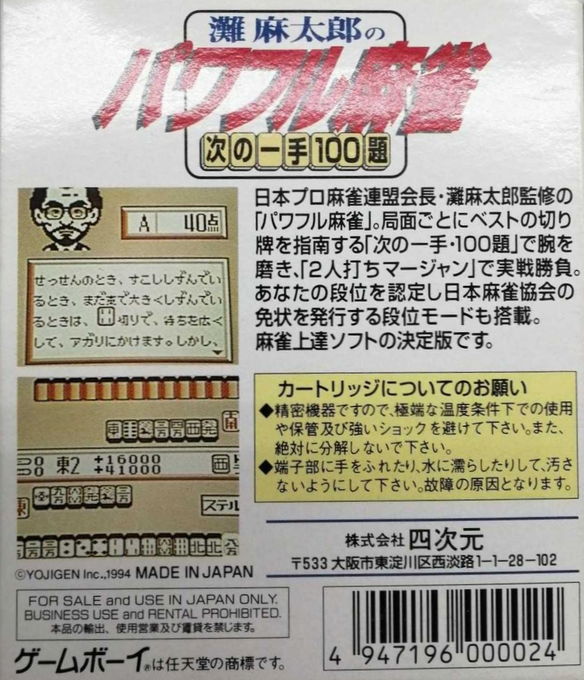 灘麻太郎の
パワフル麻雀
次の一手100題
日本プロ麻雀連盟会長・灘麻太郎監修の
「パワフル麻雀」。局面ごとにベストの切り
牌を指南する「次の一手・100題」で腕を
磨き、「2人打ちマージャン」で実戦勝負。
あなたの段位を認定し日本麻雀協会の
免状を発行する段位モードも搭載。
麻雀上達ソフトの決定版です。
A 40点
せっせんのとき、すこししずんでい
るとき、まだまで大きくしずんでい
るときは、切りで、待ちを広く
して、アガリにかけます。しかし、
東2 +16000
+41000
ステル
カートリッジについてのお願い
◆精密機器ですので、極端な温度条件下での使用
や保管及び強いショックを避けて下さい。また、
絶対に分解しないで下さい。
◆端子部に手をふれたり、水に濡らしたりして、汚さ
ないようにして下さい。故障の原因となります。
株式会社 四次元
〒533 大阪市東淀川区西淡路1-1-28-102
©YOJIGEN Inc.,1994 MADE IN JAPAN
FOR SALE and USE IN JAPAN ONLY.
BUSINESS USE and RENTAL PROHIBITED.
本品の輸出、使用営業及び賃貸を禁じます。
ゲームボーイ®は任天堂の商標です。
4 947196 000024